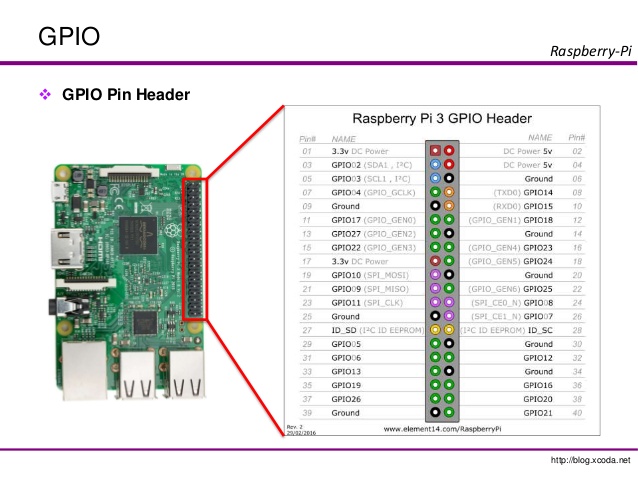 GPIO
Raspberry-Pi
GPIO Pin Header
Raspberry Pi 3 GPIO Header
Pin# NAME NAME Pin#
01 3.3v DC Power DC Power 5v 02
03 GPIO02 (SDA1 , I²C) DC Power 5v 04
05 GPIO03 (SCL1 , I²C) Ground 06
07 GPIO04 (GPIO_GCLK) (TXD0) GPIO14 08
09 Ground (RXD0) GPIO15 10
11 GPIO17 (GPIO_GEN0) (GPIO_GEN1) GPIO18 12
13 GPIO27 (GPIO_GEN2) Ground 14
15 GPIO22 (GPIO_GEN3) (GPIO_GEN4) GPIO23 16
17 3.3v DC Power (GPIO_GEN5) GPIO24 18
19 GPIO10 (SPI_MOSI) Ground 20
21 GPIO09 (SPI_MISO) (GPIO_GEN6) GPIO25 22
23 GPIO11 (SPI_CLK) (SPI_CE0_N) GPIO08 24
25 Ground (SPI_CE1_N) GPIO07 26
27 ID_SD (I²C ID EEPROM) (I²C ID EEPROM) ID_SC 28
29 GPIO05 Ground 30
31 GPIO06 GPIO12 32
33 GPIO13 Ground 34
35 GPIO19 GPIO16 36
37 GPIO26 GPIO20 38
39 Ground GPIO21 40
Rev. 2
29/02/2016
www.element14.com/RaspberryPi
http://blog.xcoda.net